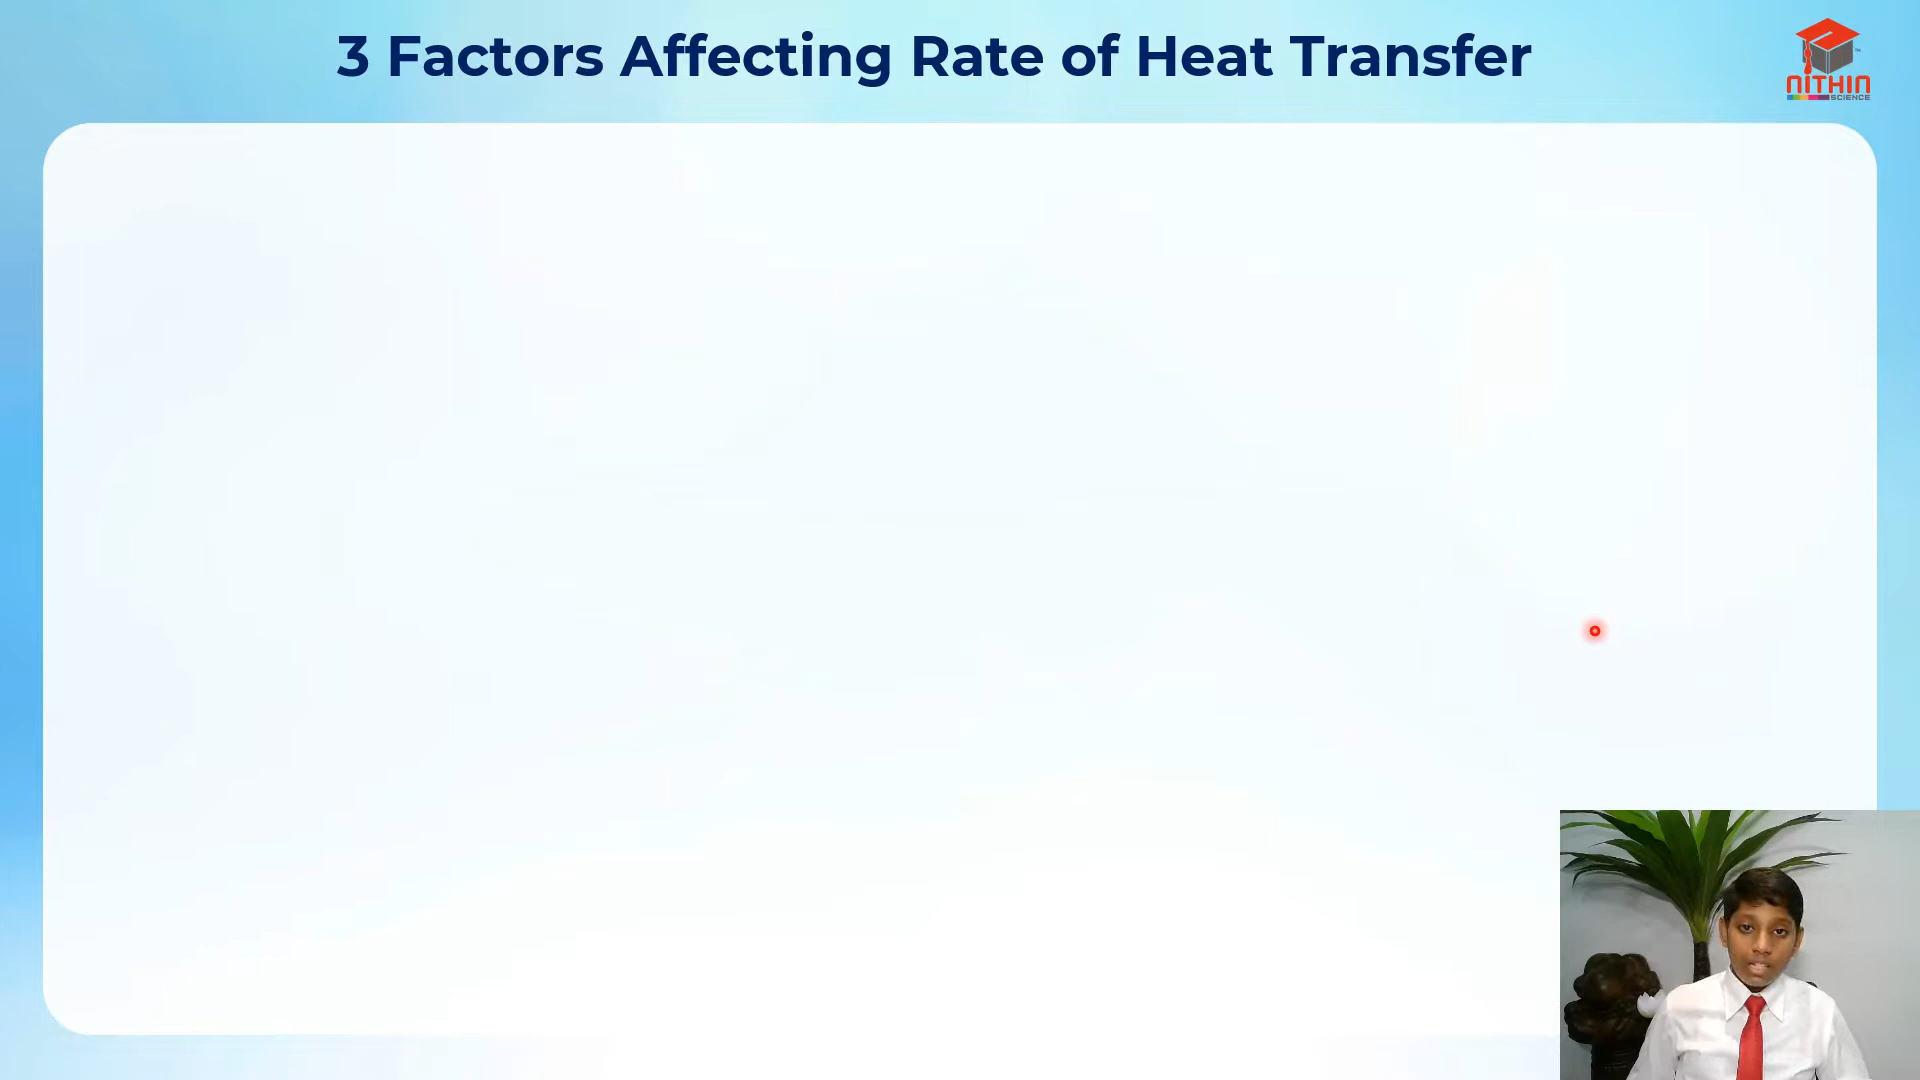 3 Factors Affecting Rate of Heat Transfer
NITHIN
SCIENCE